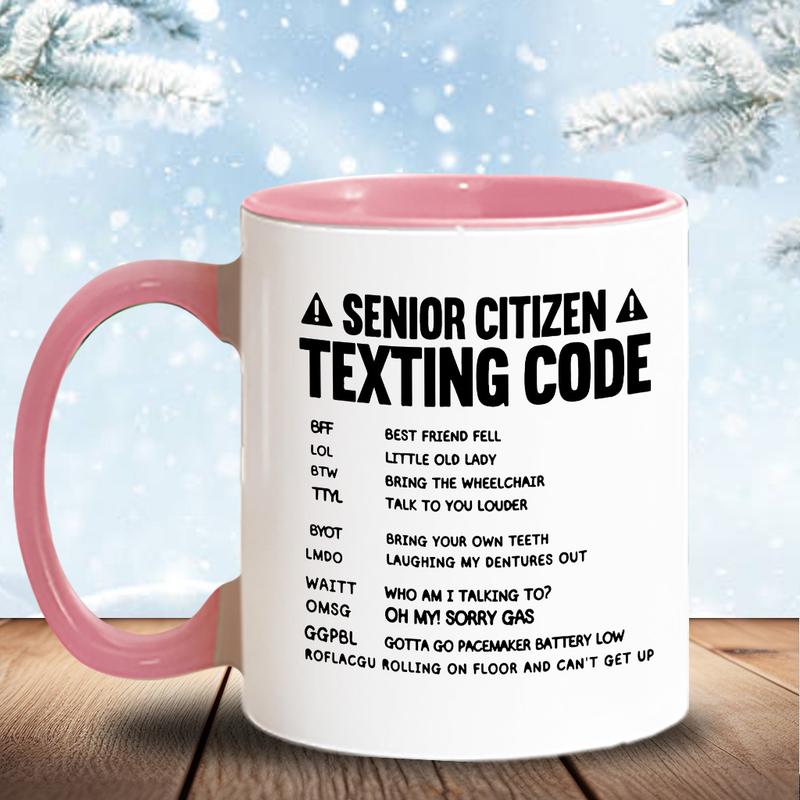 SENIOR CITIZEN
TEXTING CODE
BFF BEST FRIEND FELL
LOL LITTLE OLD LADY
BTW BRING THE WHEELCHAIR
TTYL TALK TO YOU LOUDER
BYOT BRING YOUR OWN TEETH
LMDO LAUGHING MY DENTURES OUT
WAITT WHO AM I TALKING TO?
OMSG OH MY! SORRY GAS
GGPBL GOTTA GO PACEMAKER BATTERY LOW
ROFLACGU ROLLING ON FLOOR AND CAN'T GET UP